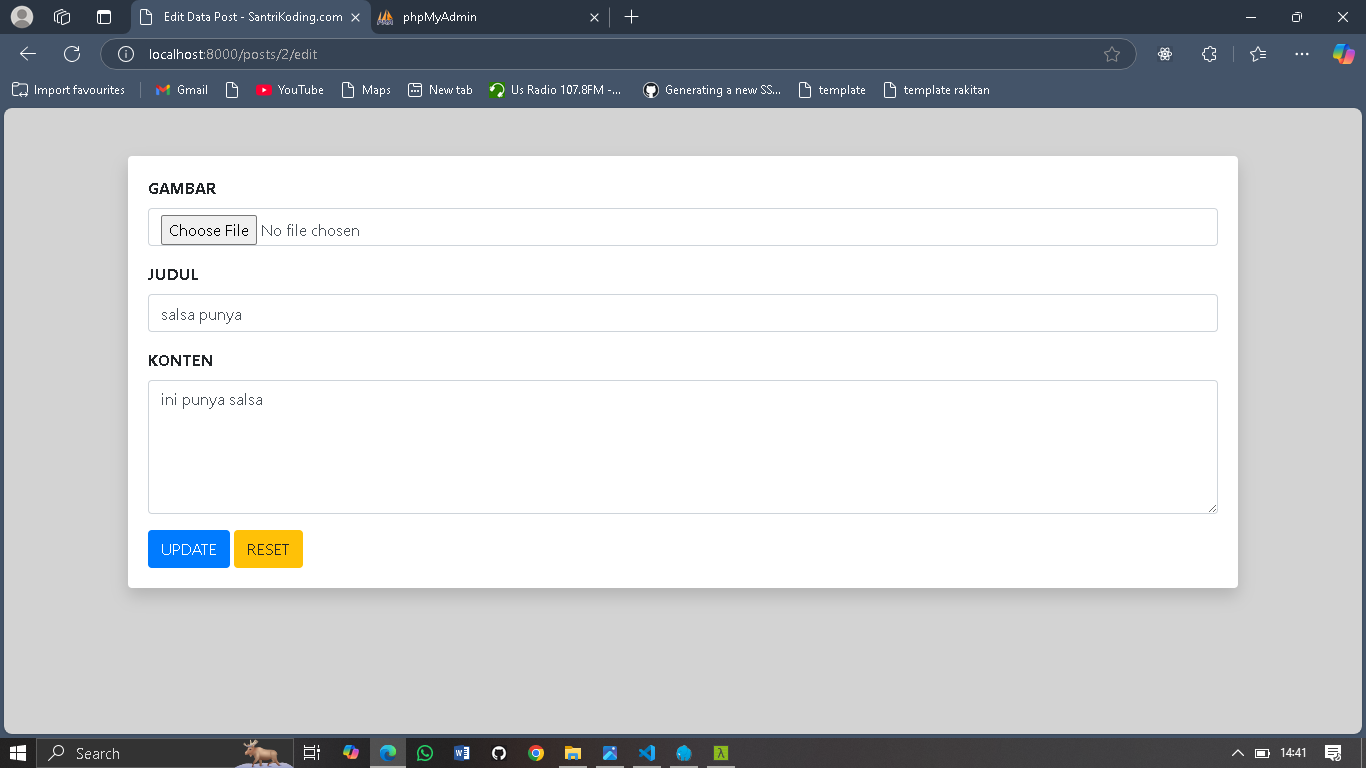 Edit Data Post - SantriKoding.com
phpMyAdmin
localhost:8000/posts/2/edit
Import favourites
Gmail
YouTube
Maps
New tab
Us Radio 107.8FM -...
Generating a new SS...
template
template rakitan
GAMBAR
Choose File No file chosen
JUDUL
salsa punya
KONTEN
ini punya salsa
UPDATE RESET
Search
14:41